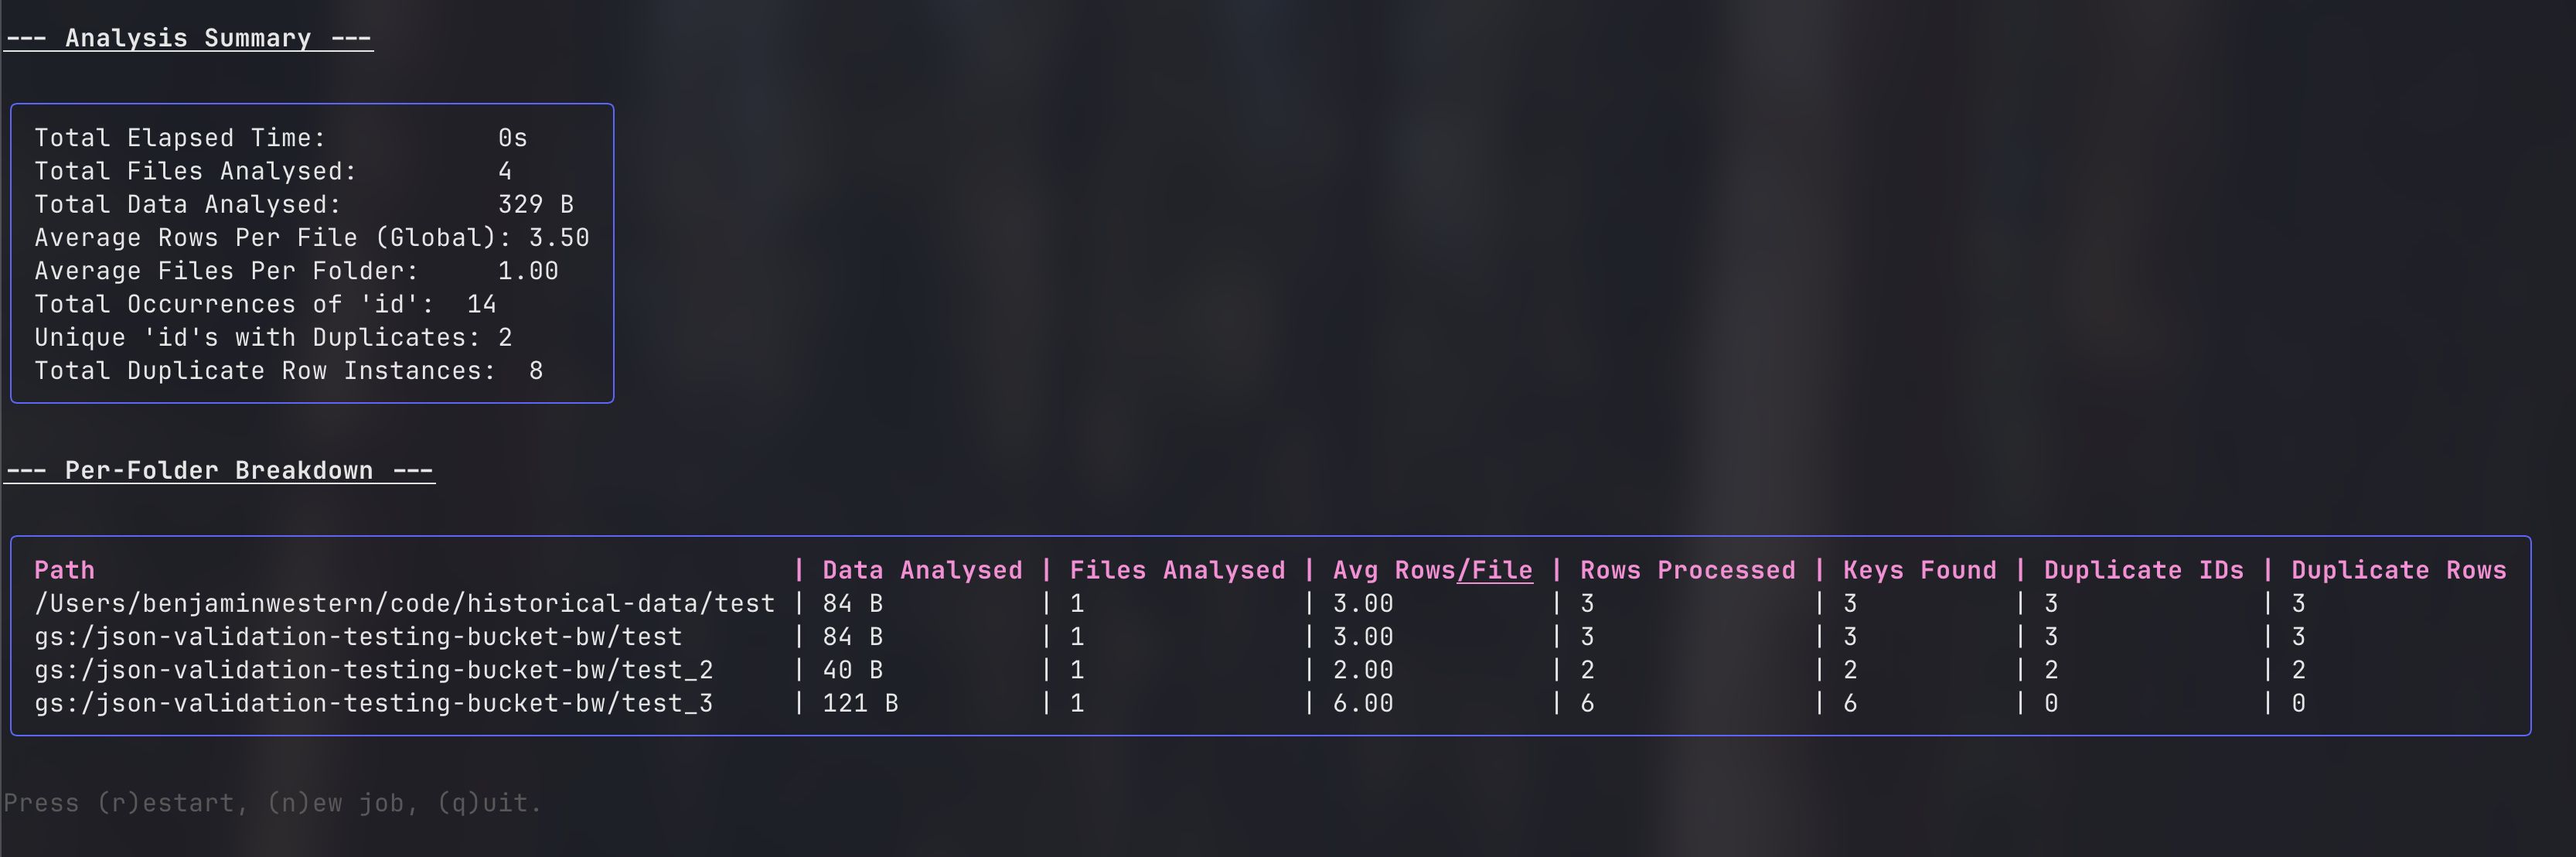 --- Analysis Summary ---
Total Elapsed Time: 0s
Total Files Analysed: 4
Total Data Analysed: 329 B
Average Rows Per File (Global): 3.50
Average Files Per Folder: 1.00
Total Occurrences of 'id': 14
Unique 'id's with Duplicates: 2
Total Duplicate Row Instances: 8
--- Per-Folder Breakdown ---
Path | Data Analysed | Files Analysed | Avg Rows/File | Rows Processed | Keys Found | Duplicate IDs | Duplicate Rows
/Users/benjaminwestern/code/historical-data/test | 84 B | 1 | 3.00 | 3 | 3 | 3 | 3
gs:/json-validation-testing-bucket-bw/test | 84 B | 1 | 3.00 | 3 | 3 | 3 | 3
gs:/json-validation-testing-bucket-bw/test_2 | 40 B | 1 | 2.00 | 2 | 2 | 2 | 2
gs:/json-validation-testing-bucket-bw/test_3 | 121 B | 1 | 6.00 | 6 | 6 | 0 | 0
Press (r)estart, (n)ew job, (q)uit.